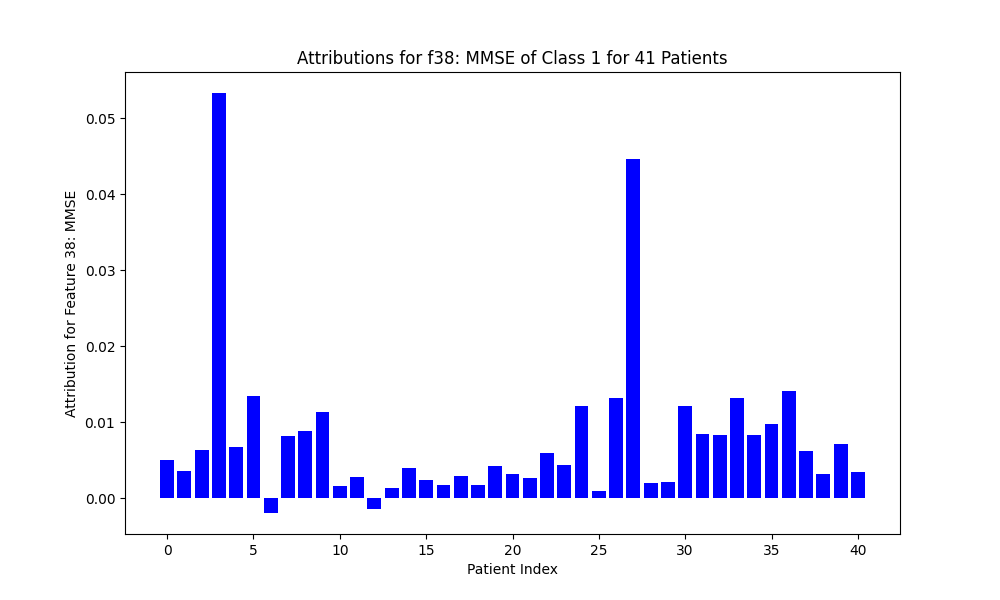 Attributions for f38: MMSE of Class 1 for 41 Patients
Attribution for Feature 38: MMSE
0.05
0.04
0.03
0.02
0.01
0.00
0 5 10 15 20 25 30 35 40
Patient Index